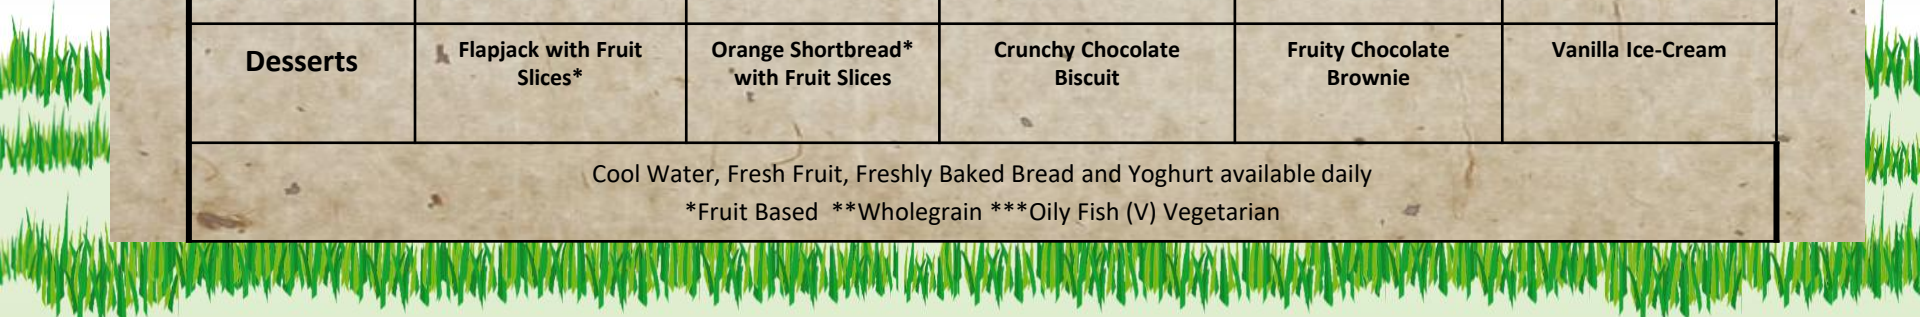 Desserts
Flapjack with Fruit
Slices*
Orange Shortbread*
with Fruit Slices
Crunchy Chocolate
Biscuit
Fruity Chocolate
Brownie
Vanilla Ice-Cream
Cool Water, Fresh Fruit, Freshly Baked Bread and Yoghurt available daily
*Fruit Based  **Wholegrain ***Oily Fish (V) Vegetarian